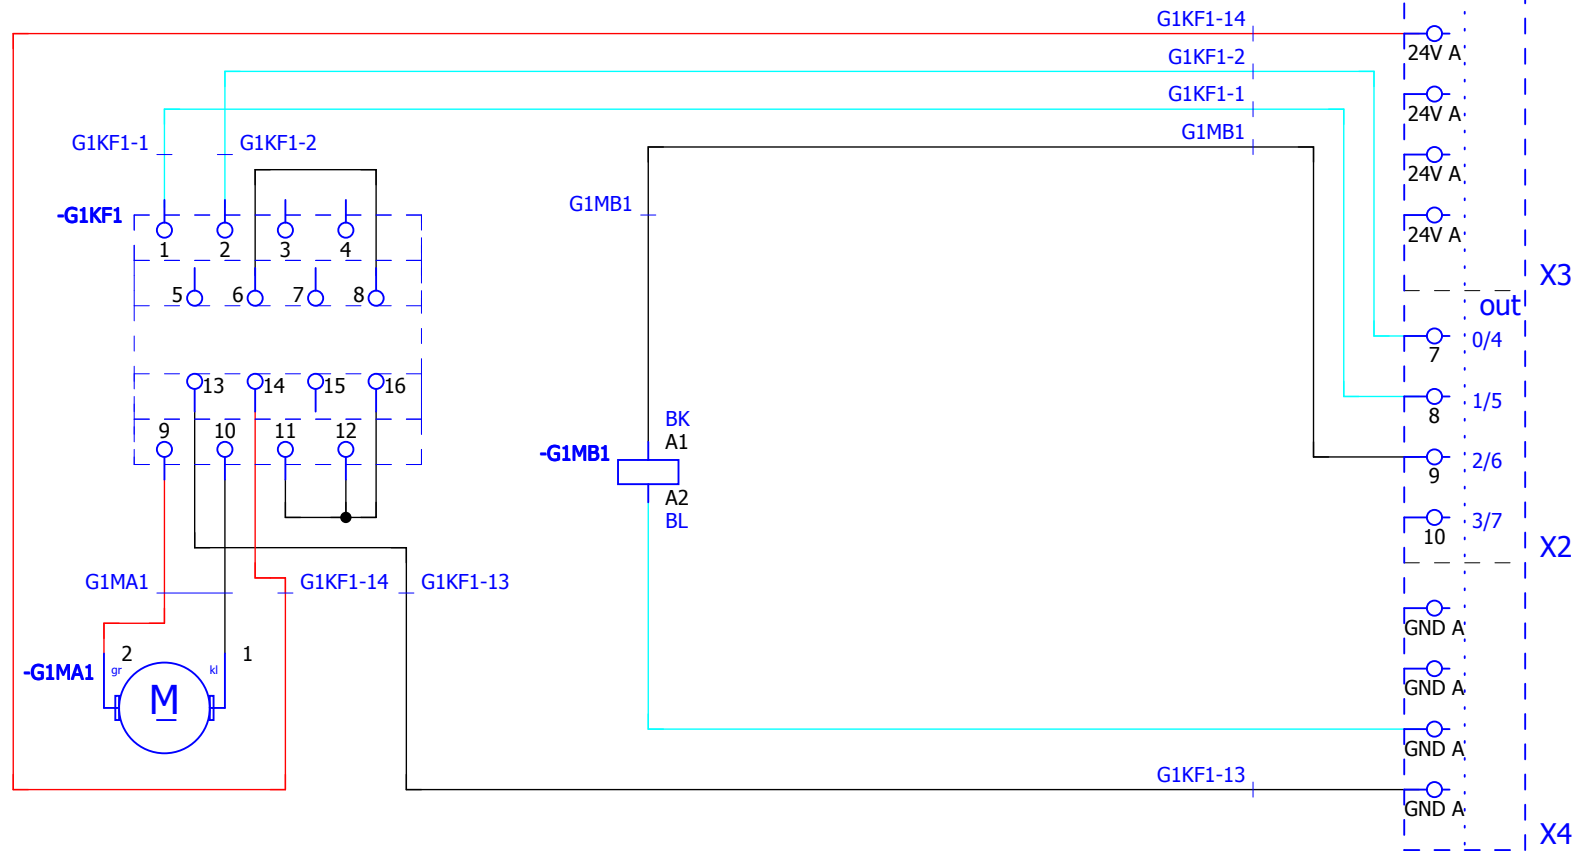 G1KF1-14
24V A
G1KF1-2
G1KF1-1
24V A
G1MB1
G1KF1-1
G1KF1-2
24V A
G1MB1
-G1KF1
1 2 3 4
24V A
X3
5 6 7 8
out
7 0/4
13 14 15 16
8 1/5
9 10 11 12
BK
A1
-G1MB1
9 2/6
A2
BL
10 3/7
X2
G1MA1
G1KF1-14
G1KF1-13
GND A
2 1
-G1MA1
gr kl
M
GND A
GND A
G1KF1-13
GND A
X4